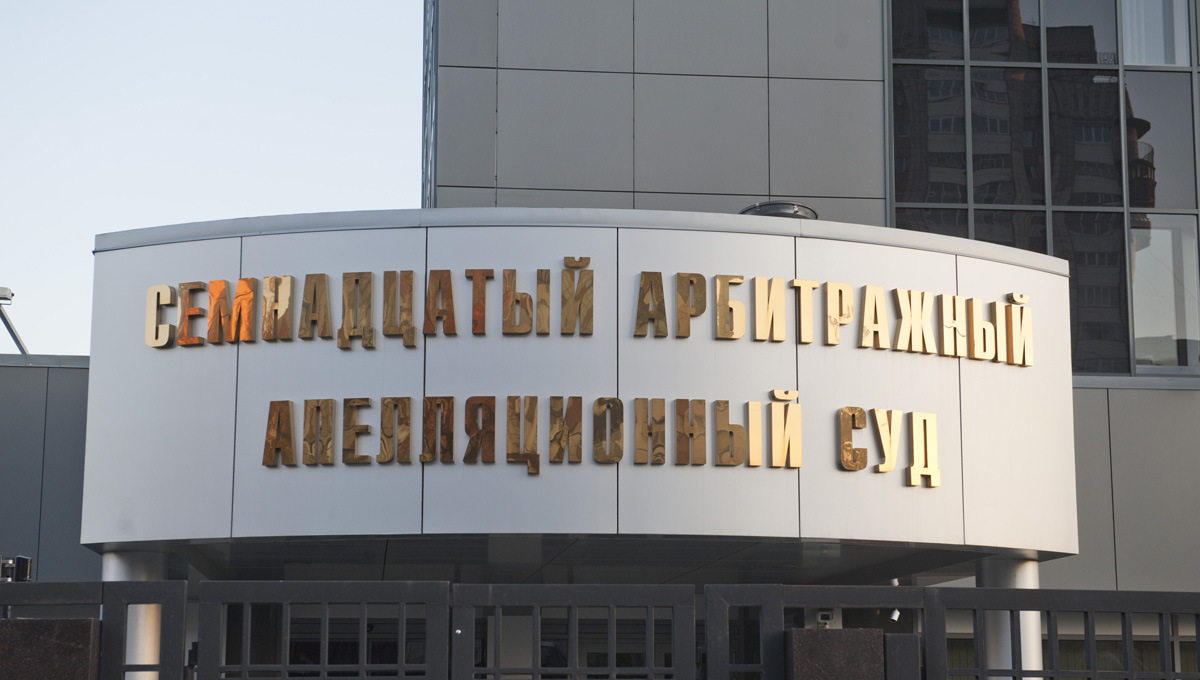 СЕМНАДЦАТЫЙ АРБИТРАЖНЫЙ
АПЕЛЛЯЦИОННЫЙ СУД